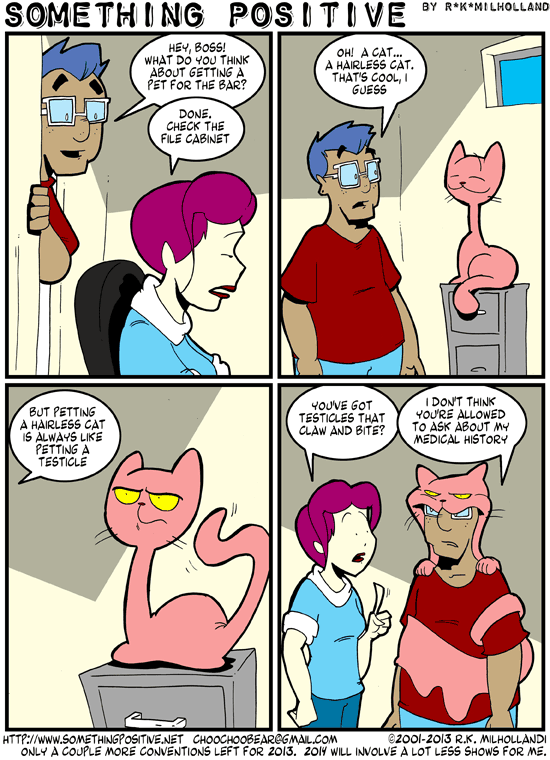 SOMETHING POSITIVE BY R*K*MILHOLLAND
HEY, BOSS!
WHAT DO YOU THINK
ABOUT GETTING A
PET FOR THE BAR?
DONE.
CHECK THE
FILE CABINET
OH! A CAT...
A HAIRLESS CAT.
THAT'S COOL, I
GUESS
BUT PETTING
A HAIRLESS CAT
IS ALWAYS LIKE
PETTING A
TESTICLE
YOU'VE GOT
TESTICLES THAT
CLAW AND BITE?
I DON'T THINK
YOU'RE ALLOWED
TO ASK ABOUT MY
MEDICAL HISTORY
HTTP://WWW.SOMETHINGPOSITIVE.NET CHOOCHOOBEAR@GMAIL.COM ©2001-2013 R.K. MILHOLLAND
ONLY A COUPLE MORE CONVENTIONS LEFT FOR 2013. 2014 WILL INVOLVE A LOT LESS SHOWS FOR ME.